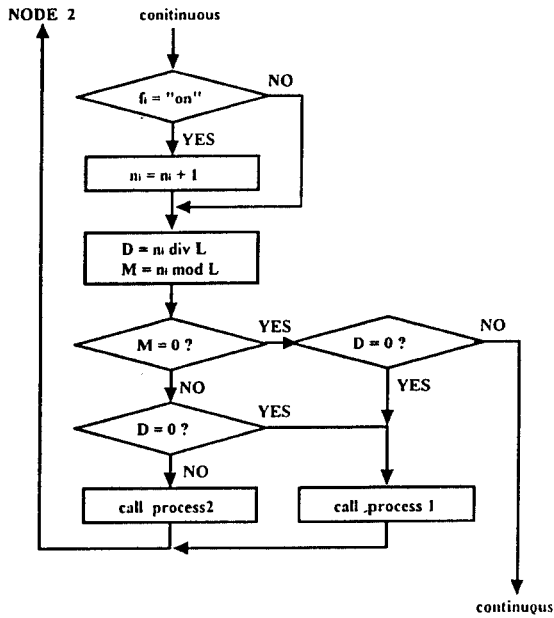 NODE 2
conitinuous
fi = "on"
NO
YES
ni = ni + 1
D = ni div L
M = ni mod L
M = 0 ?
YES
D = 0 ?
NO
NO
YES
D = 0 ?
YES
NO
call process2
call process 1
continuous